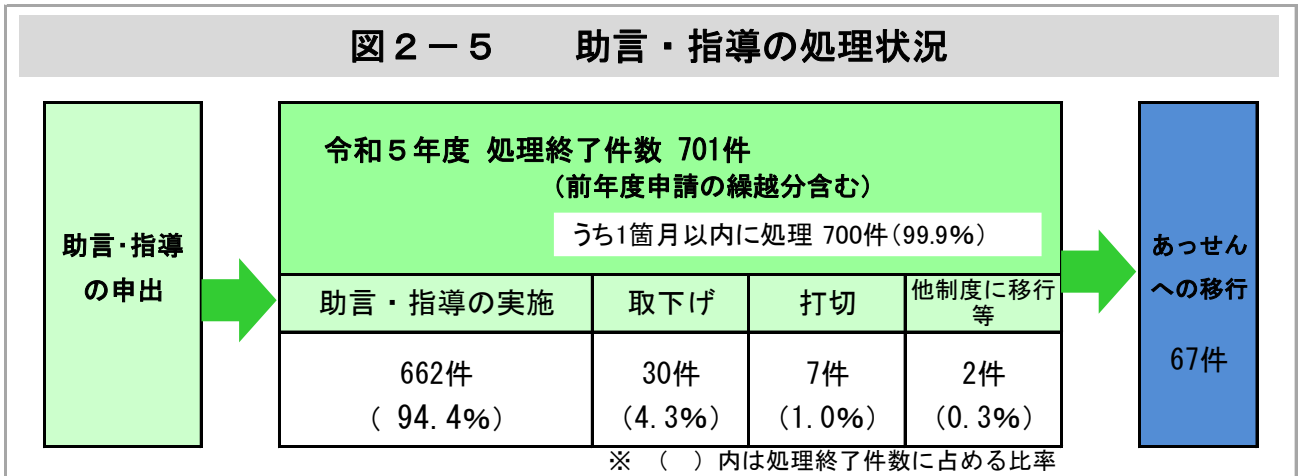 図２－５　　助言・指導の処理状況
助言・指導
の申出
令和５年度 処理終了件数 701件
（前年度申請の繰越分含む）
うち1箇月以内に処理 700件（99.9％）
助言・指導の実施
取下げ
打切
他制度に移行
等
662件
（ 94.4％）
30件
（4.3％）
7件
（1.0％）
2件
（0.3％）
あっせん
への移行
67件
※　（　）内は処理終了件数に占める比率